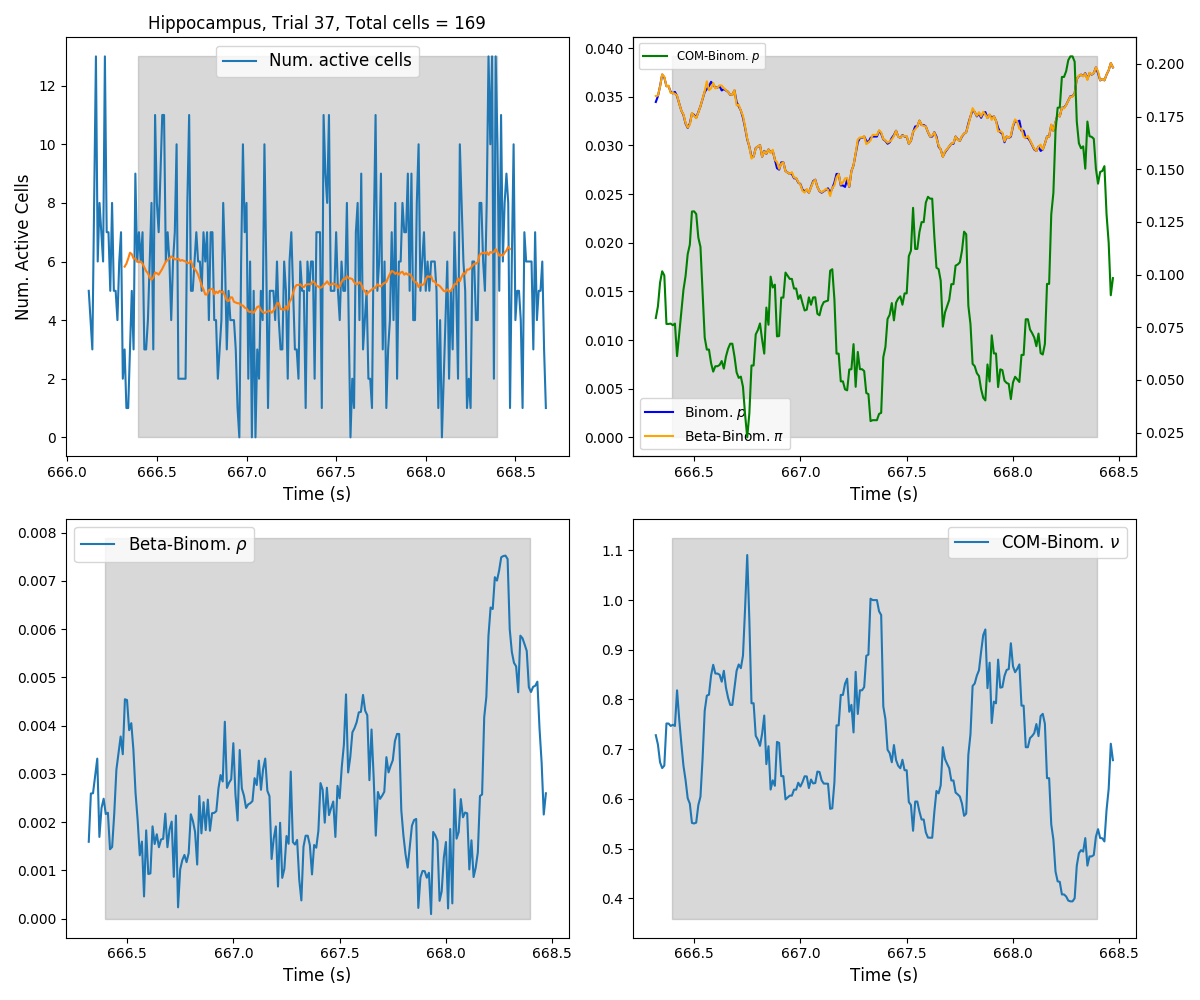 Hippocampus, Trial 37, Total cells = 169
Num. active cells
Num. Active Cells
12
10
8
6
4
2
0
666.0 666.5 667.0 667.5 668.0 668.5
Time (s)
COM-Binom. p
Binom. p
Beta-Binom. π
0.040
0.035
0.030
0.025
0.020
0.015
0.010
0.005
0.000
0.200
0.175
0.150
0.125
0.100
0.075
0.050
0.025
666.5 667.0 667.5 668.0 668.5
Time (s)
Beta-Binom. ρ
0.008
0.007
0.006
0.005
0.004
0.003
0.002
0.001
0.000
666.5 667.0 667.5 668.0 668.5
Time (s)
COM-Binom. ν
1.1
1.0
0.9
0.8
0.7
0.6
0.5
0.4
666.5 667.0 667.5 668.0 668.5
Time (s)